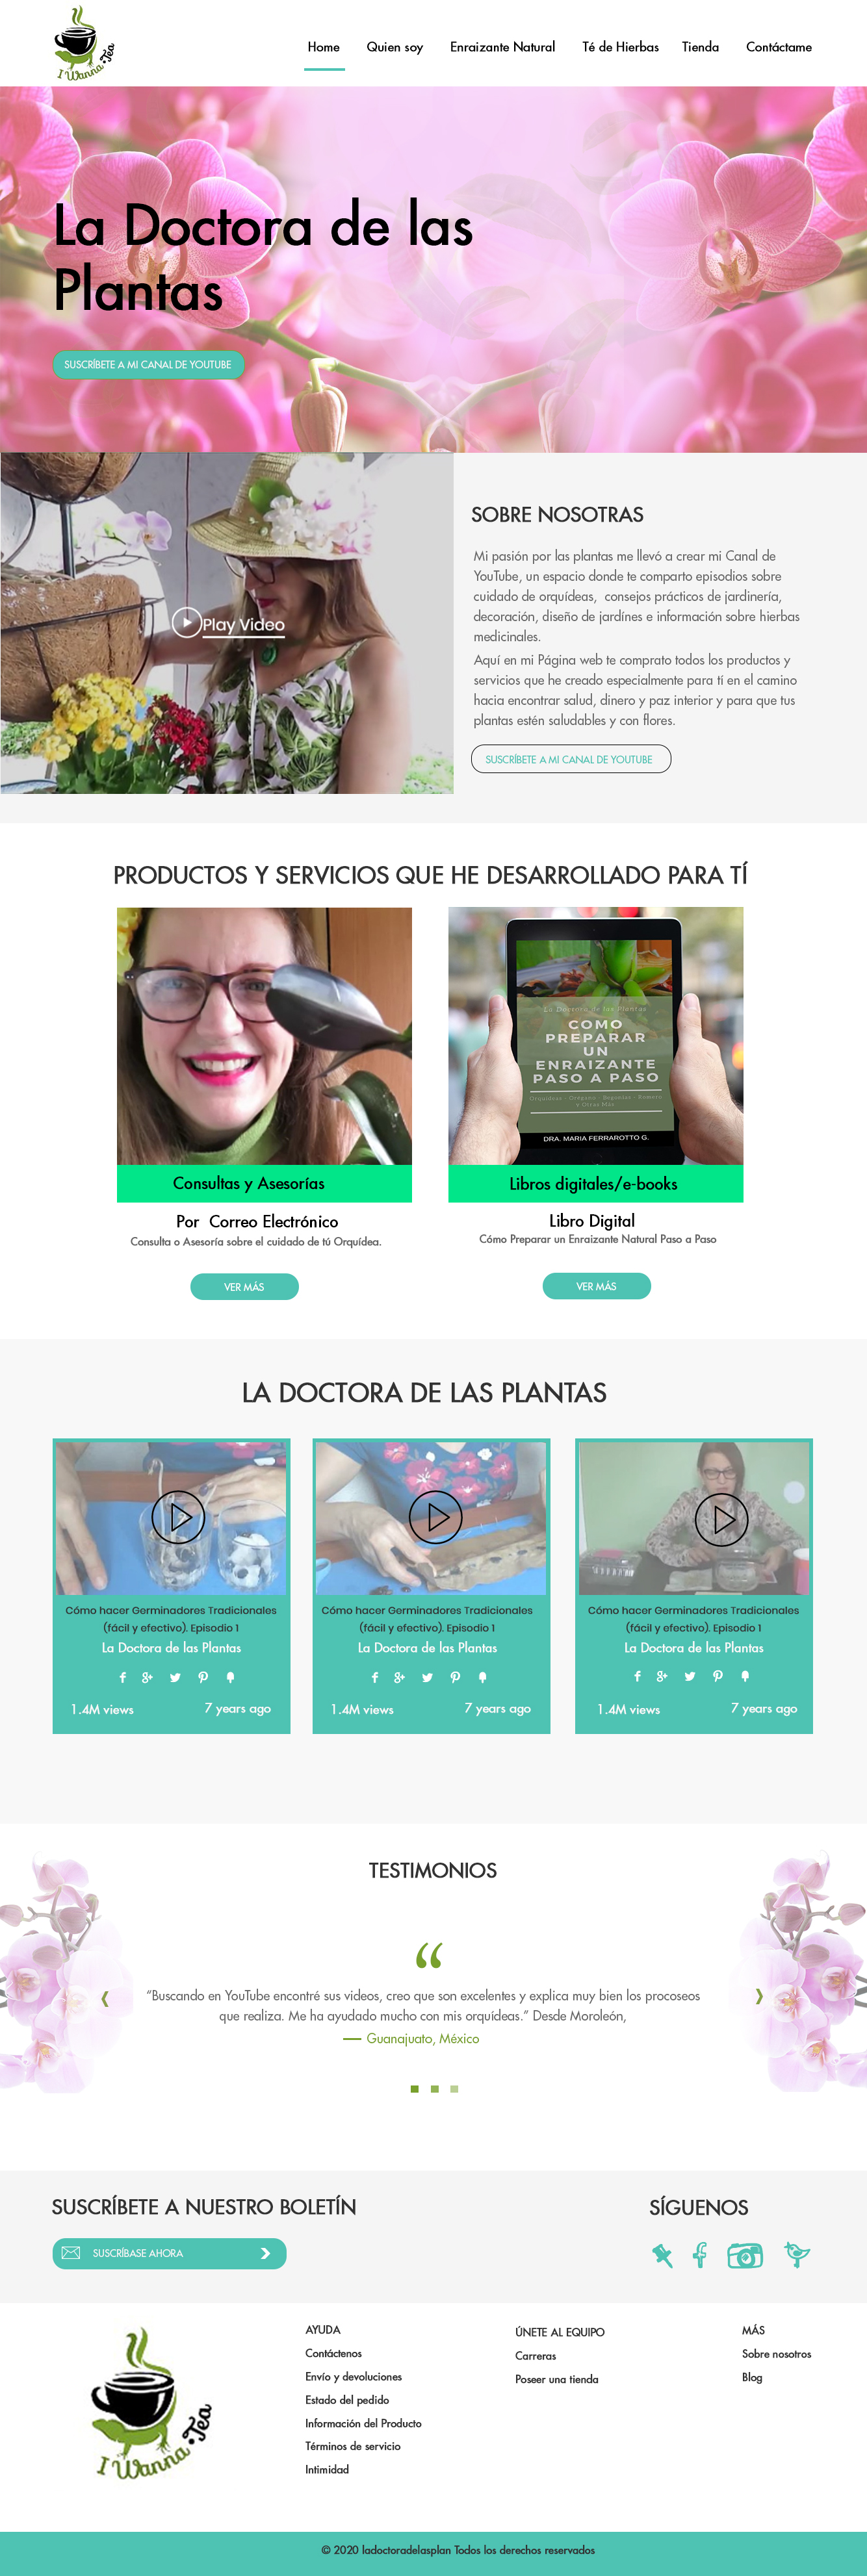 I Wanna •Tea
Home Quien soy Enraizante Natural Té de Hierbas Tienda Contáctame
La Doctora de las
Plantas
SUSCRÍBETE A MI CANAL DE YOUTUBE
Play Video
SOBRE NOSOTRAS
Mi pasión por las plantas me llevó a crear mi Canal de
YouTube, un espacio donde te comparto episodios sobre
cuidado de orquídeas, consejos prácticos de jardinería,
decoración, diseño de jardínes e información sobre hierbas
medicinales.
Aquí en mi Página web te comprato todos los productos y
servicios que he creado especialmente para tí en el camino
hacia encontrar salud, dinero y paz interior y para que tus
plantas estén saludables y con flores.
SUSCRÍBETE A MI CANAL DE YOUTUBE
PRODUCTOS Y SERVICIOS QUE HE DESARROLLADO PARA TÍ
La Doctora de las Plantas
COMO
PREPARAR
UN
ENRAIZANTE
PASO A PASO
Orquídeas - Orégano - Begonias - Romero
e Otras Más
DRA. MARIA FERRAROTTO G.
Consultas y Asesorías
Por Correo Electrónico
Consulta o Asesoría sobre el cuidado de tú Orquídea.
VER MÁS
Libros digitales/e-books
Libro Digital
Cómo Preparar un Enraizante Natural Paso a Paso
VER MÁS
LA DOCTORA DE LAS PLANTAS
Cómo hacer Germinadores Tradicionales
(fácil y efectivo). Episodio 1
La Doctora de las Plantas
1.4M views 7 years ago
Cómo hacer Germinadores Tradicionales
(fácil y efectivo). Episodio 1
La Doctora de las Plantas
1.4M views 7 years ago
Cómo hacer Germinadores Tradicionales
(fácil y efectivo). Episodio 1
La Doctora de las Plantas
1.4M views 7 years ago
TESTIMONIOS
“Buscando en YouTube encontré sus videos, creo que son excelentes y explica muy bien los procoseos
que realiza. Me ha ayudado mucho con mis orquídeas.” Desde Moroleón,
— Guanajuato, México
SUSCRÍBETE A NUESTRO BOLETÍN
SUSCRÍBASE AHORA
SÍGUENOS
I Wanna •Tea
AYUDA
Contáctenos
Envío y devoluciones
Estado del pedido
Información del Producto
Términos de servicio
Intimidad
ÚNETE AL EQUIPO
Carreras
Poseer una tienda
MÁS
Sobre nosotros
Blog
© 2020 ladoctoradelasplan Todos los derechos reservados